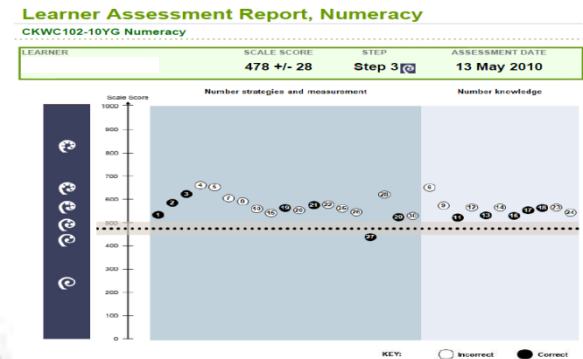 Learner Assessment Report, Numeracy
CKWC102-10YG Numeracy
LEARNER SCALE SCORE STEP ASSESSMENT DATE
478 +/- 28 Step 3 13 May 2010
Scale Score Number strategies and measurement Number knowledge
1000
900
800
700
600
500
400
300
200
100
0
KEY: Incorrect Correct